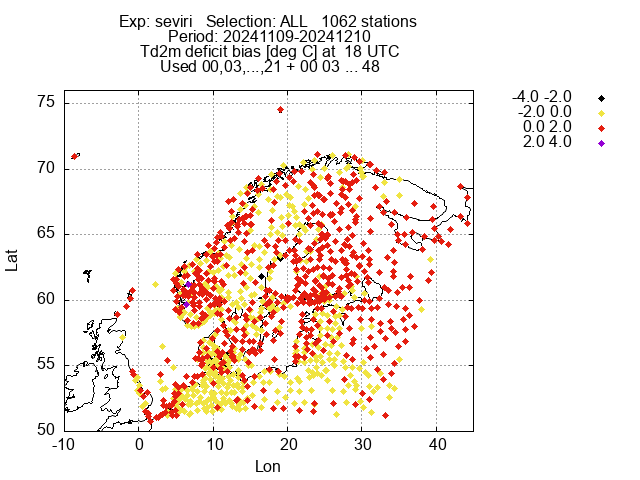 Exp: seviri   Selection: ALL   1062 stations
Period: 20241109-20241210
Td2m deficit bias [deg C] at  18 UTC
Used 00,03,...,21 + 00 03 ... 48
-4.0 -2.0
-2.0 0.0
0.0 2.0
2.0 4.0
75
70
65
60
55
50
Lat
-10
0
10
20
30
40
Lon